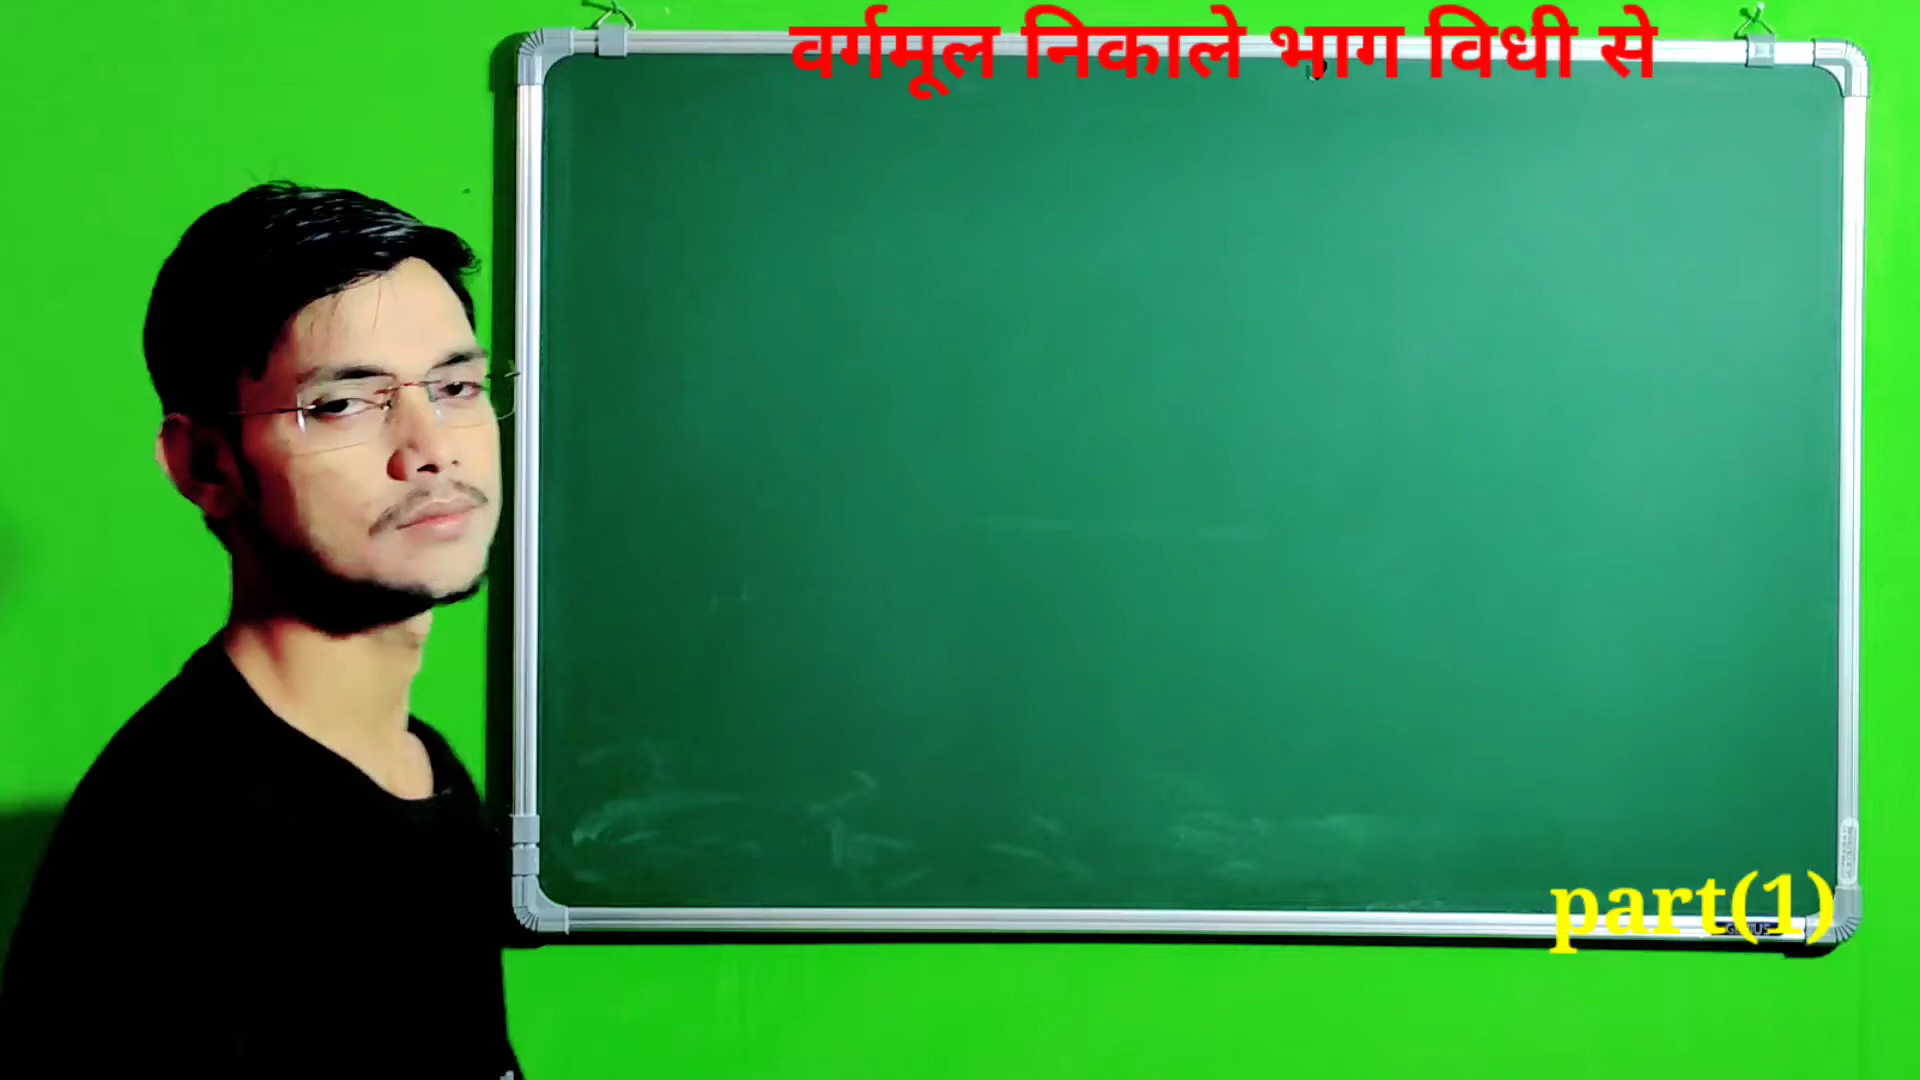 वर्गमूल निकाले भाग विधी से
part(1)